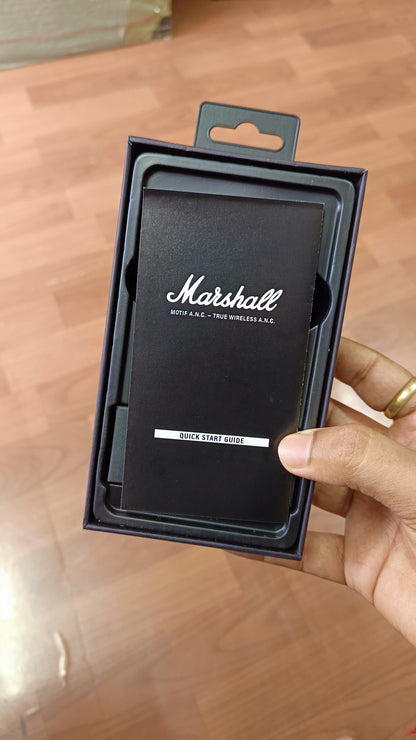 Marshall
MOTIF A.N.C. – TRUE WIRELESS A.N.C.
QUICK START GUIDE